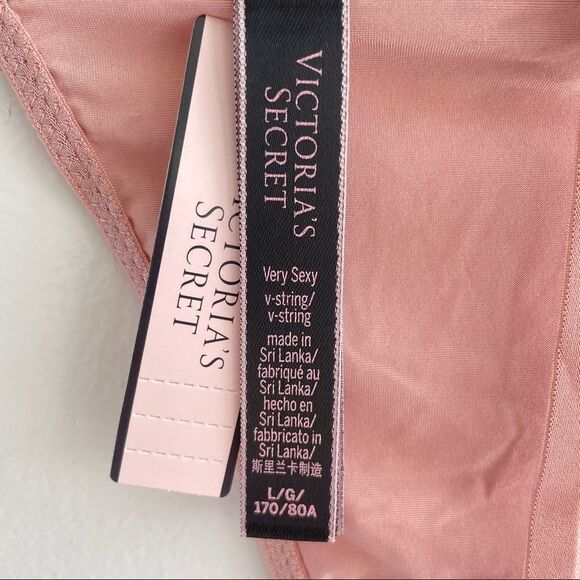 VICTORIA'S
SECRET
Very Sexy
v-string/
v-string
made in
Sri Lanka/
fabriqué au
Sri Lanka/
hecho en
Sri Lanka/
fabbricato in
Sri Lanka/
斯里兰卡制造
L/G/
170/80A
VICTORIA'S
SECRET